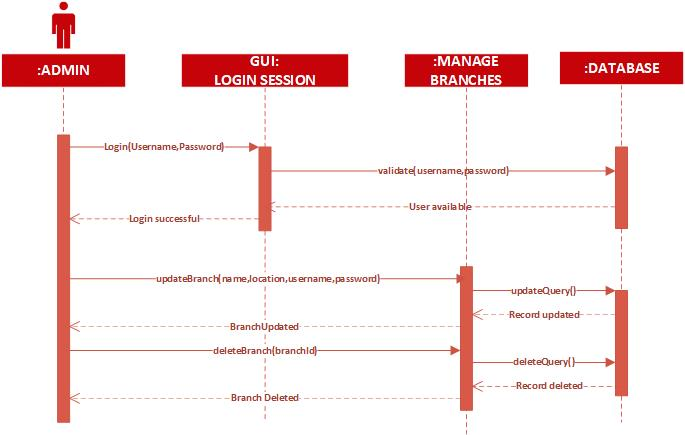 :ADMIN
GUI:
LOGIN SESSION
:MANAGE
BRANCHES
:DATABASE
Login(Username,Password)
validate(username,password)
User available
Login successful
updateBranch(name,location,username,password)
updateQuery()
Record updated
BranchUpdated
deleteBranch(branchId)
deleteQuery()
Record deleted
Branch Deleted